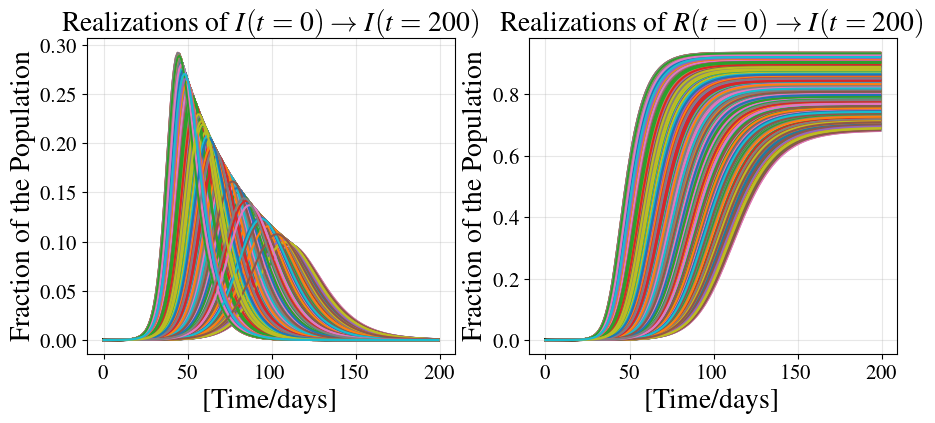 Realizations of I(t = 0) → I(t = 200)
Fraction of the Population
0.30
0.25
0.20
0.15
0.10
0.05
0.00
0 50 100 150 200
[Time/days]
Realizations of R(t = 0) → I(t = 200)
Fraction of the Population
0.8
0.6
0.4
0.2
0.0
0 50 100 150 200
[Time/days]